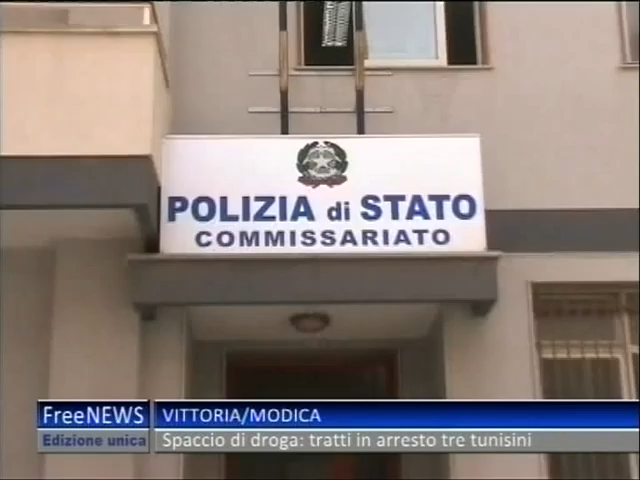 POLIZIA di STATO
COMMISSARIATO
FreeNEWS VITTORIA/MODICA
Edizione unica Spaccio di droga: tratti in arresto tre tunisini